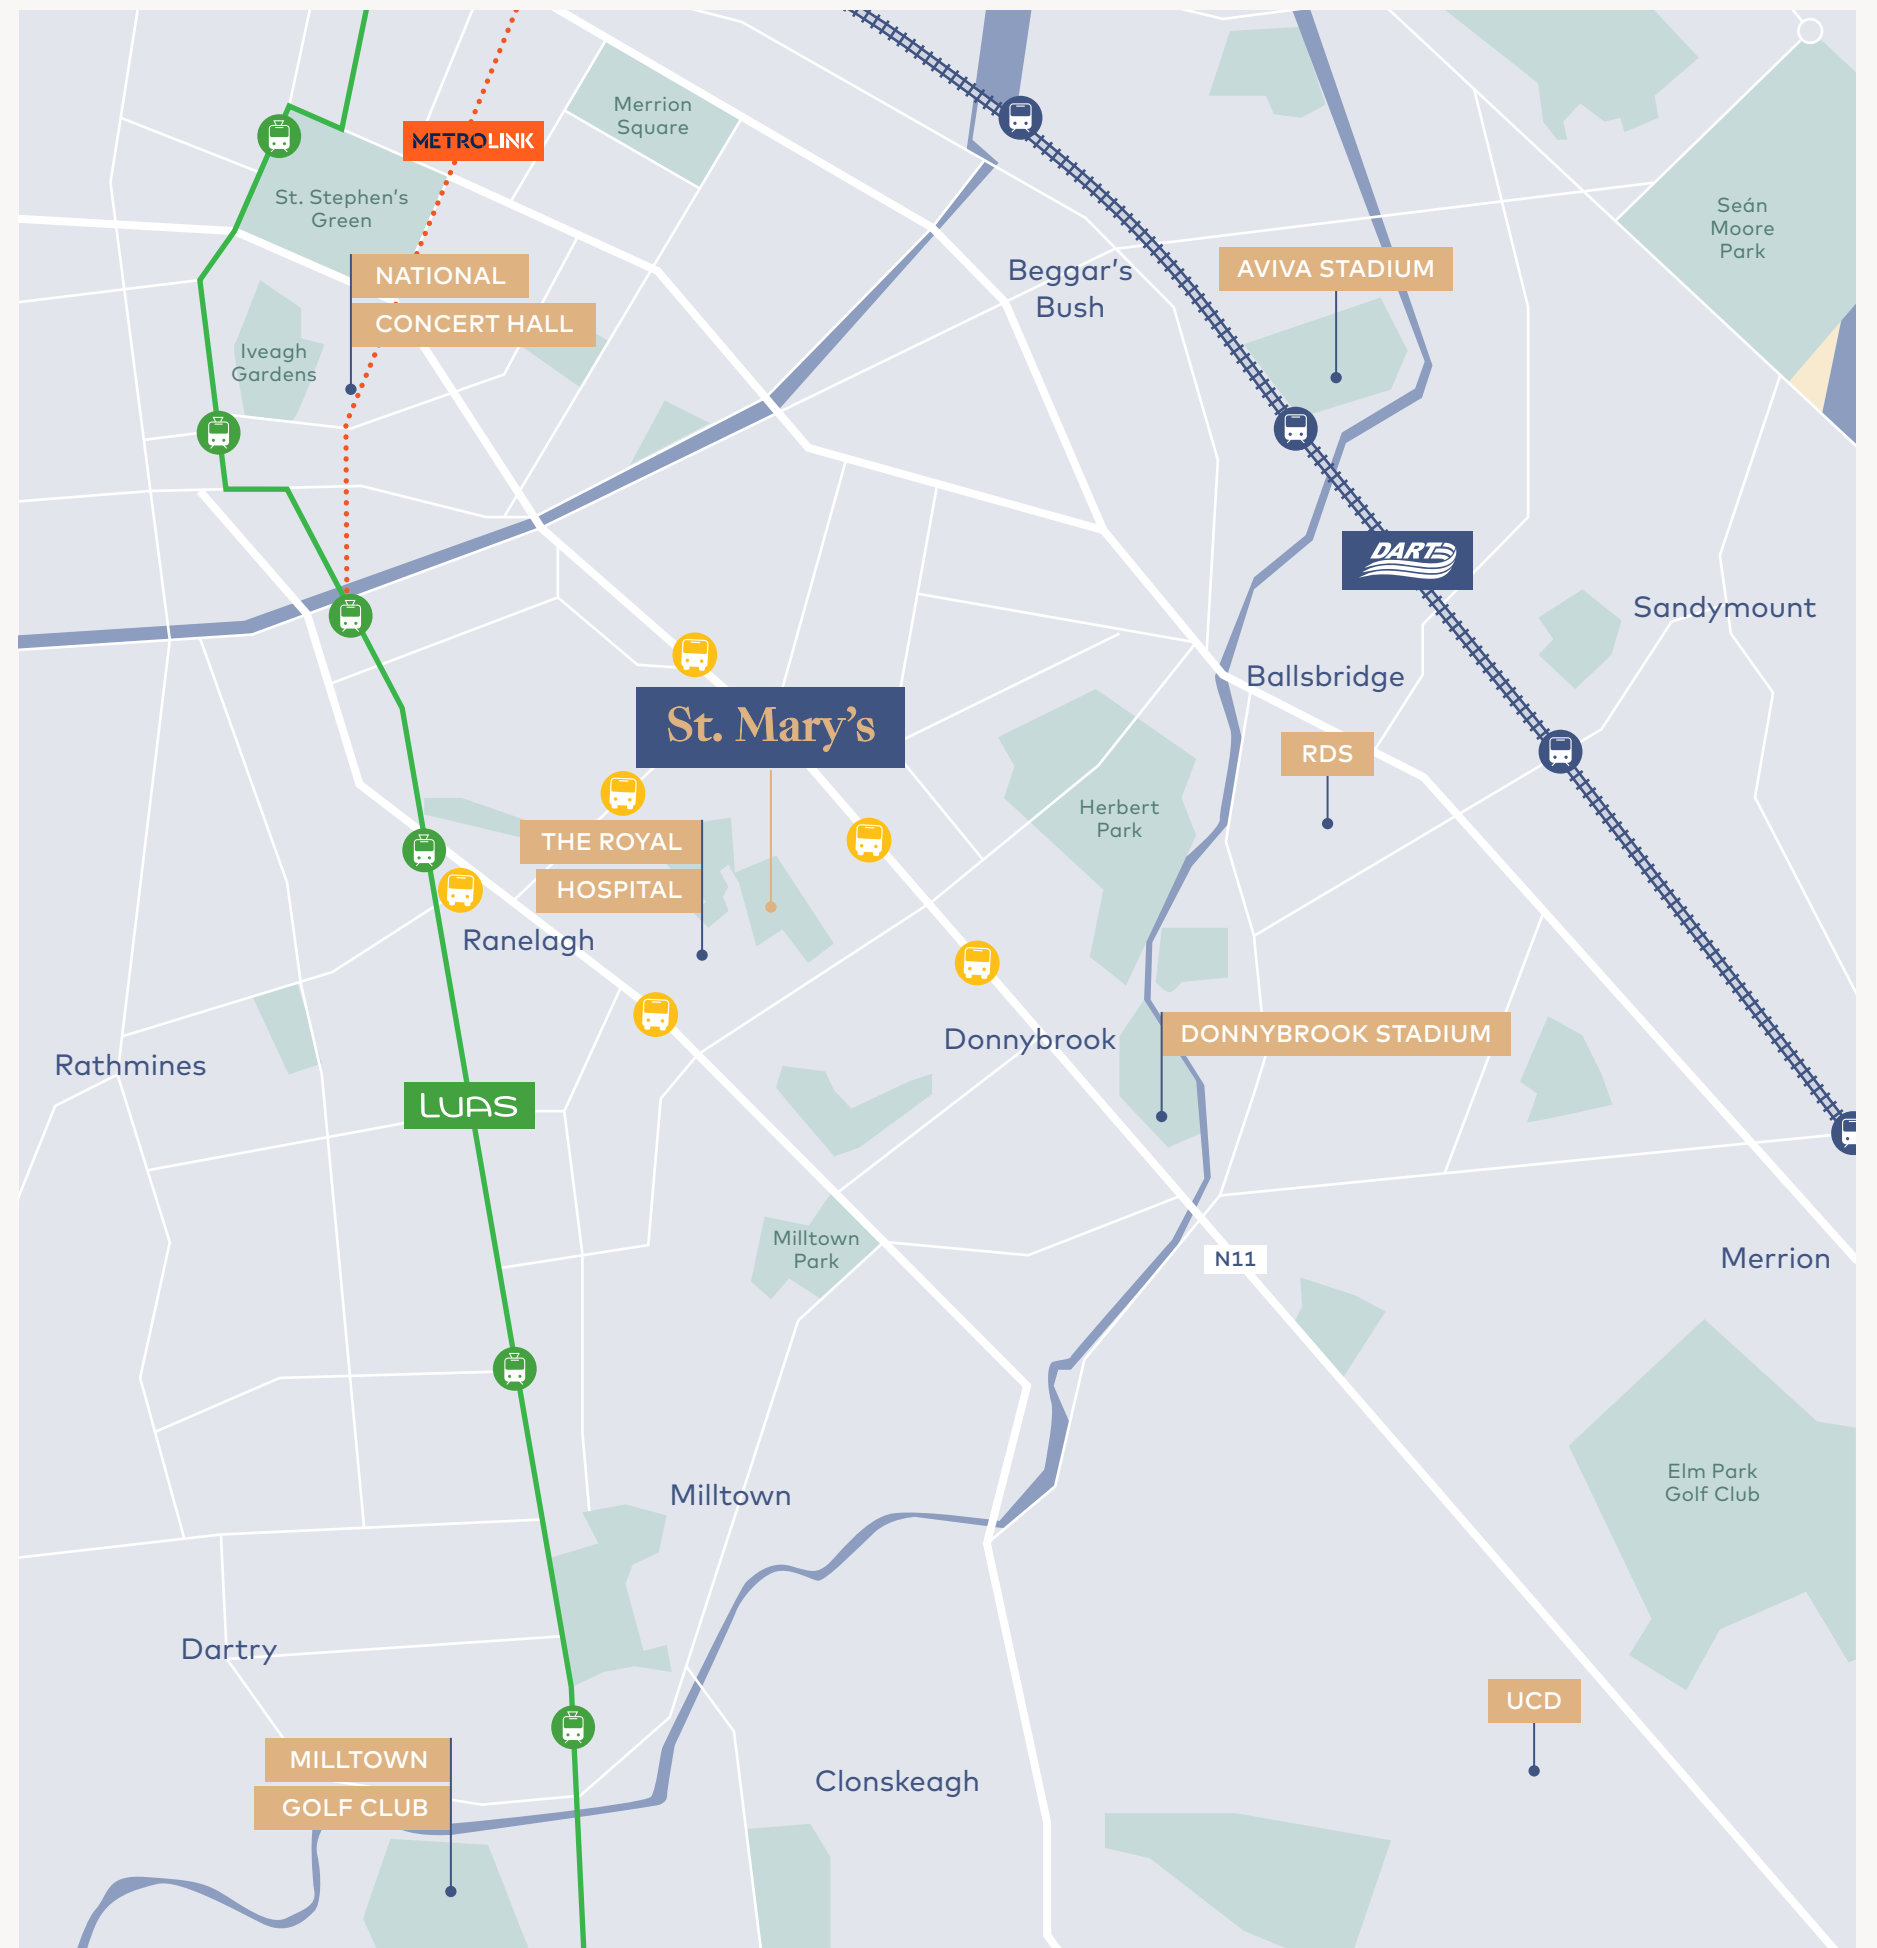 Merrion
Square
METROLINK
St. Stephen's
Green
Seán
Moore
Park
NATIONAL
CONCERT HALL
Beggar's
Bush
AVIVA STADIUM
Iveagh
Gardens
DART
Sandymount
Ballsbridge
St. Mary's
RDS
Herbert
Park
THE ROYAL
HOSPITAL
Ranelagh
Donnybrook
DONNYBROOK STADIUM
Rathmines
LUAS
Milltown
Park
N11
Merrion
Elm Park
Golf Club
Milltown
Dartry
UCD
MILLTOWN
GOLF CLUB
Clonskeagh